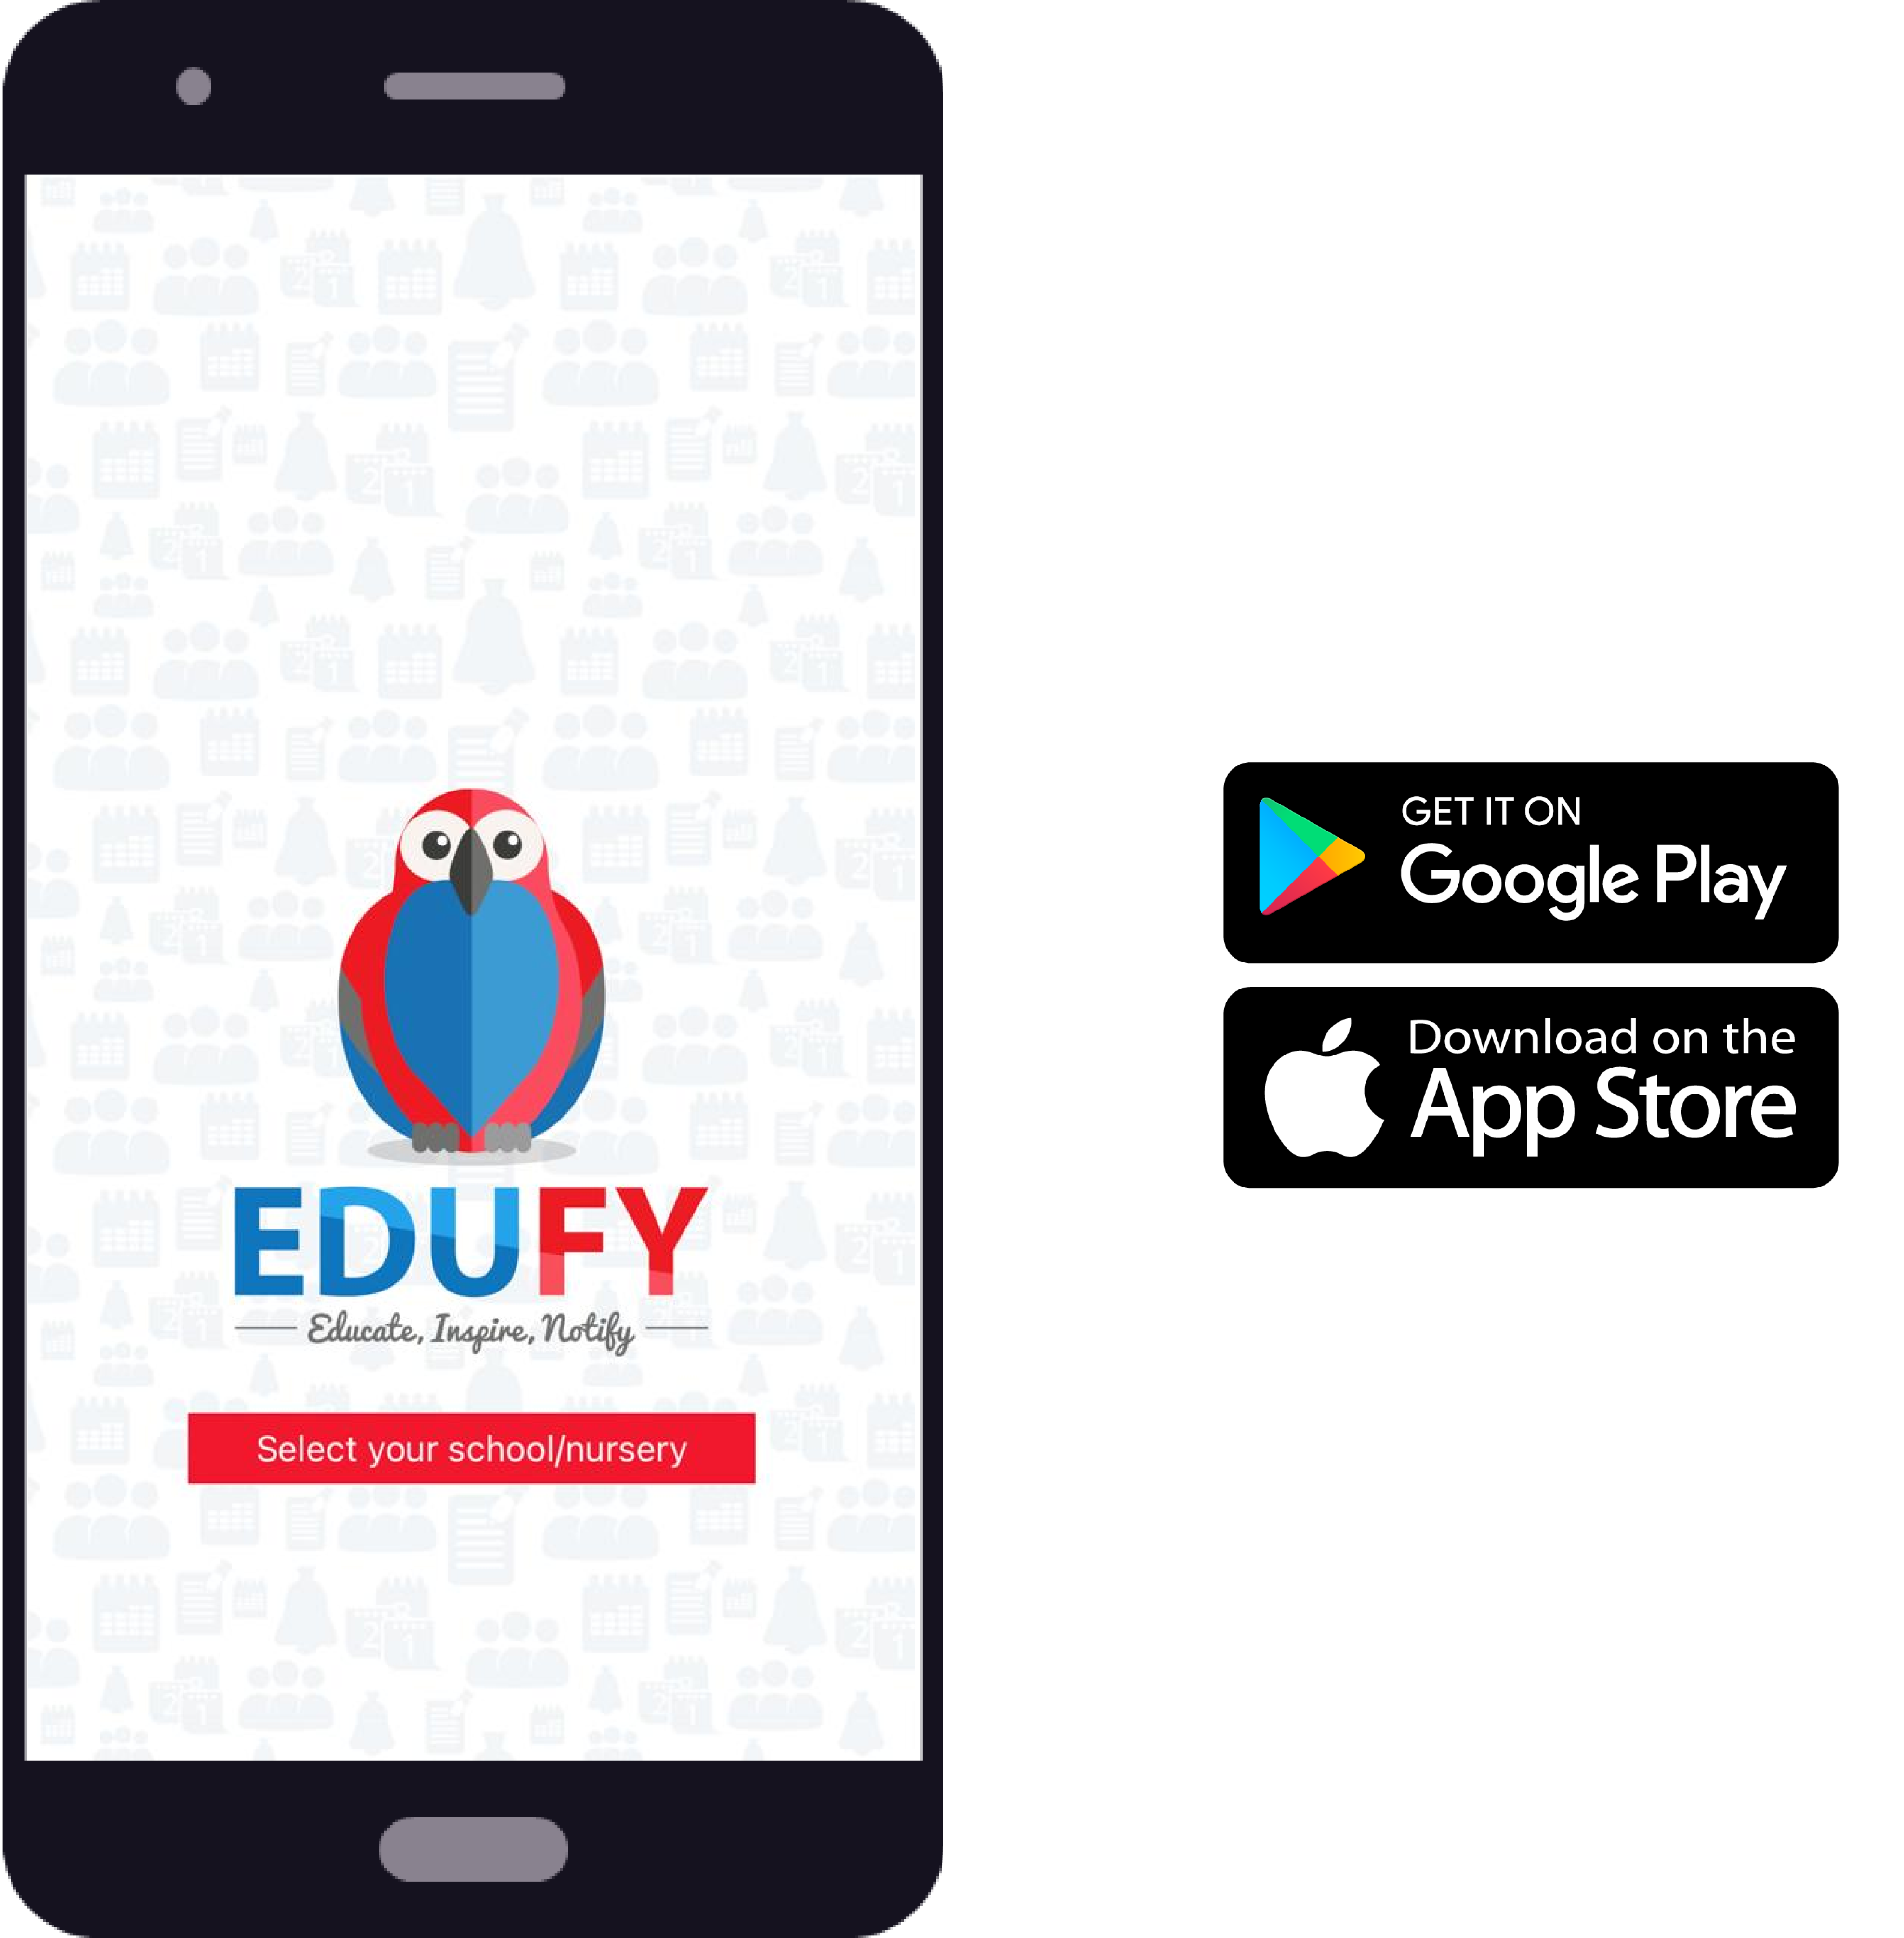 EDUFY
Educate, Inspire, Notify
Select your school/nursery
GET IT ON
Google Play
Download on the
App Store